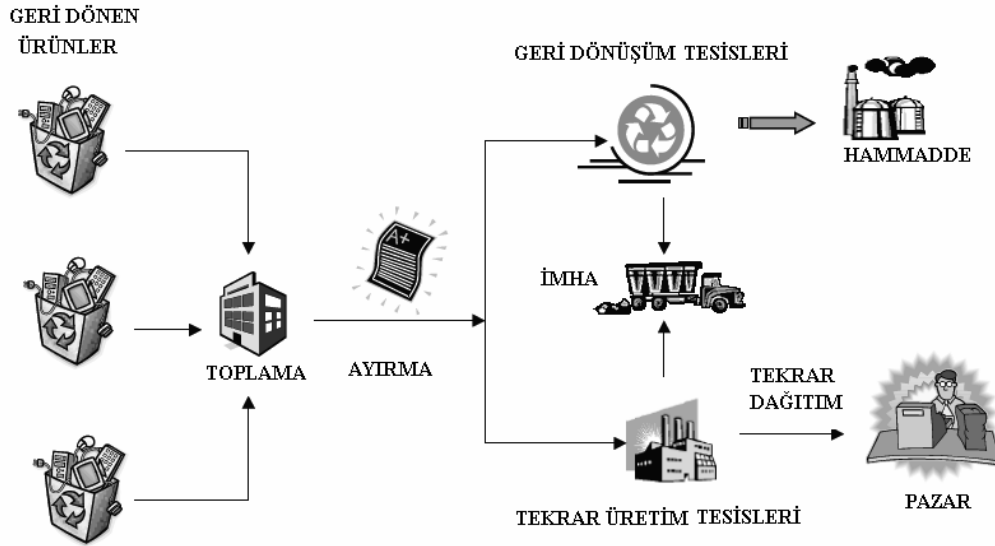 GERİ DÖNEN
ÜRÜNLER
GERİ DÖNÜŞÜM TESİSLERİ
HAMMADDE
A+
İMHA
TOPLAMA
AYIRMA
TEKRAR
DAĞITIM
TEKRAR ÜRETİM TESİSLERİ
PAZAR